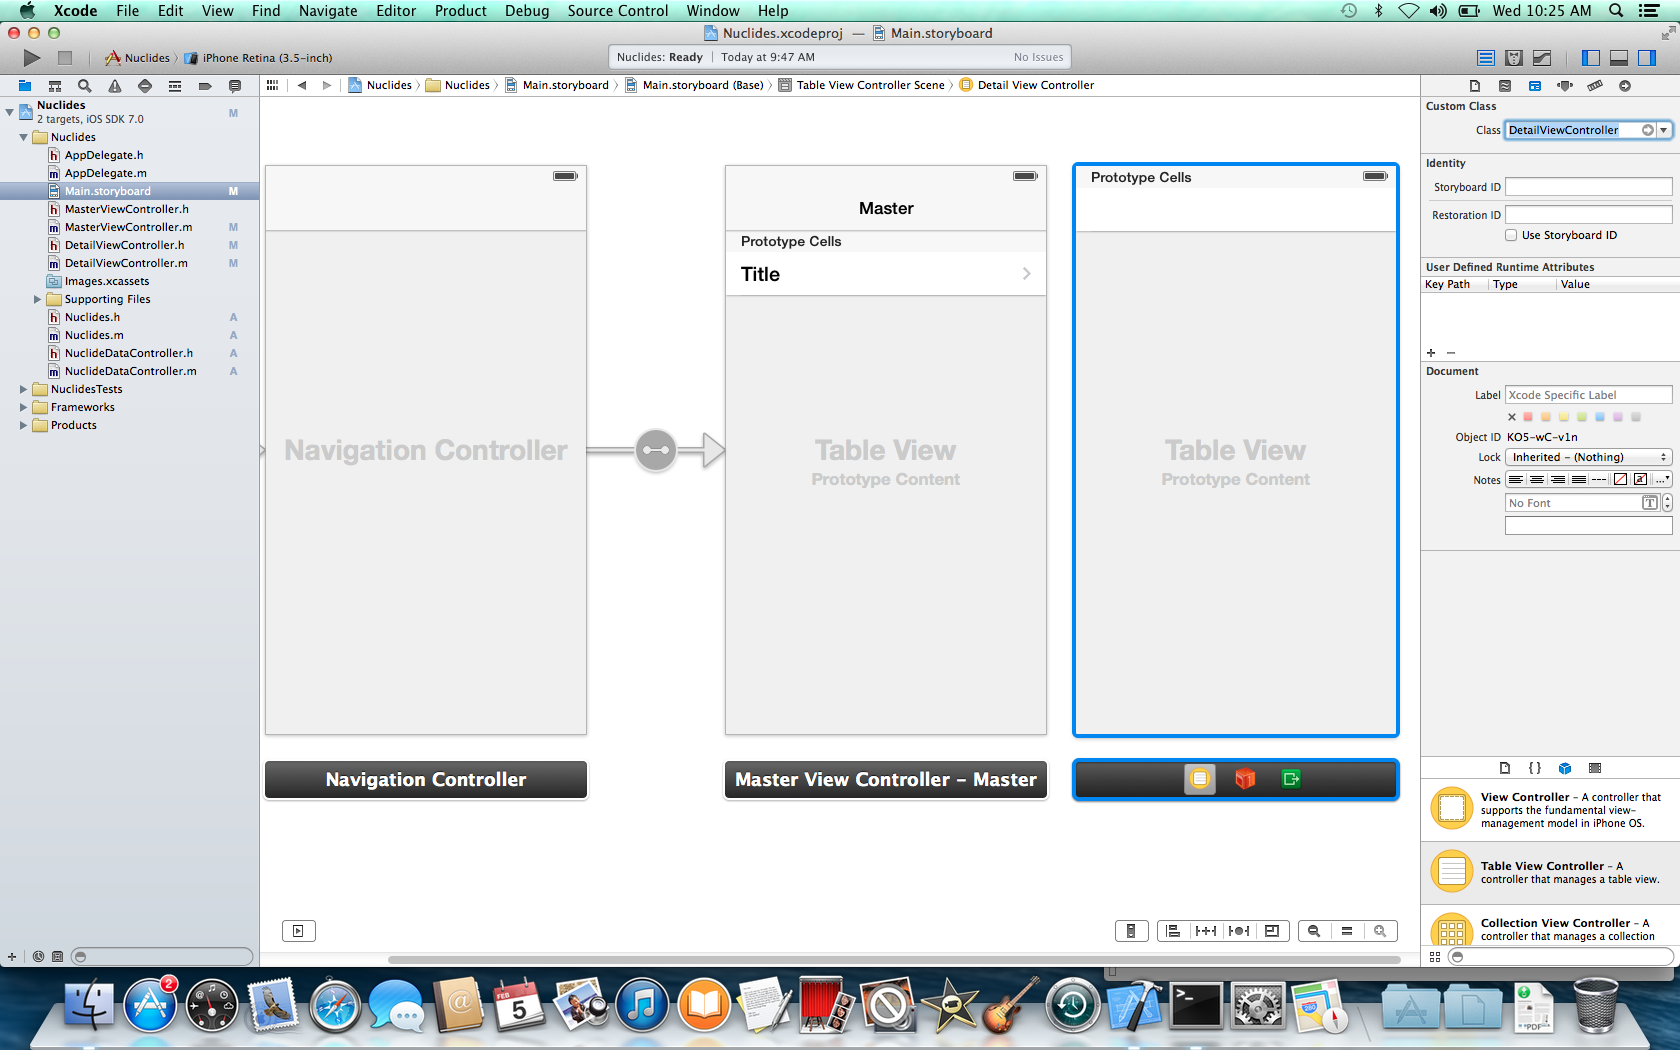 Xcode File Edit View Find Navigate Editor Product Debug Source Control Window Help Wed 10:25 AM
Nuclides.xcodeproj — Main.storyboard
Nuclides iPhone Retina (3.5-inch)
Nuclides: Ready Today at 9:47 AM No Issues
Nuclides Nuclides Main.storyboard Main.storyboard (Base) Table View Controller Scene Detail View Controller
Nuclides
2 targets, iOS SDK 7.0 M
Nuclides
AppDelegate.h
AppDelegate.m
Main.storyboard M
MasterViewController.h
MasterViewController.m M
DetailViewController.h M
DetailViewController.m M
Images.xcassets
Supporting Files
Nuclides.h A
Nuclides.m A
NuclideDataController.h A
NuclideDataController.m A
NuclidesTests
Frameworks
Products
Navigation Controller
Navigation Controller
Master
Prototype Cells
Title
Table View
Prototype Content
Master View Controller – Master
Prototype Cells
Table View
Prototype Content
Custom Class
Class DetailViewController
Identity
Storyboard ID
Restoration ID
Use Storyboard ID
User Defined Runtime Attributes
Key Path Type Value
Document
Label Xcode Specific Label
Object ID KO5-wC-v1n
Lock Inherited - (Nothing)
Notes
No Font T
View Controller – A controller that
supports the fundamental view-
management model in iPhone OS.
Table View Controller – A
controller that manages a table view.
Collection View Controller – A
controller that manages a collection
2
FEB
5
PDF